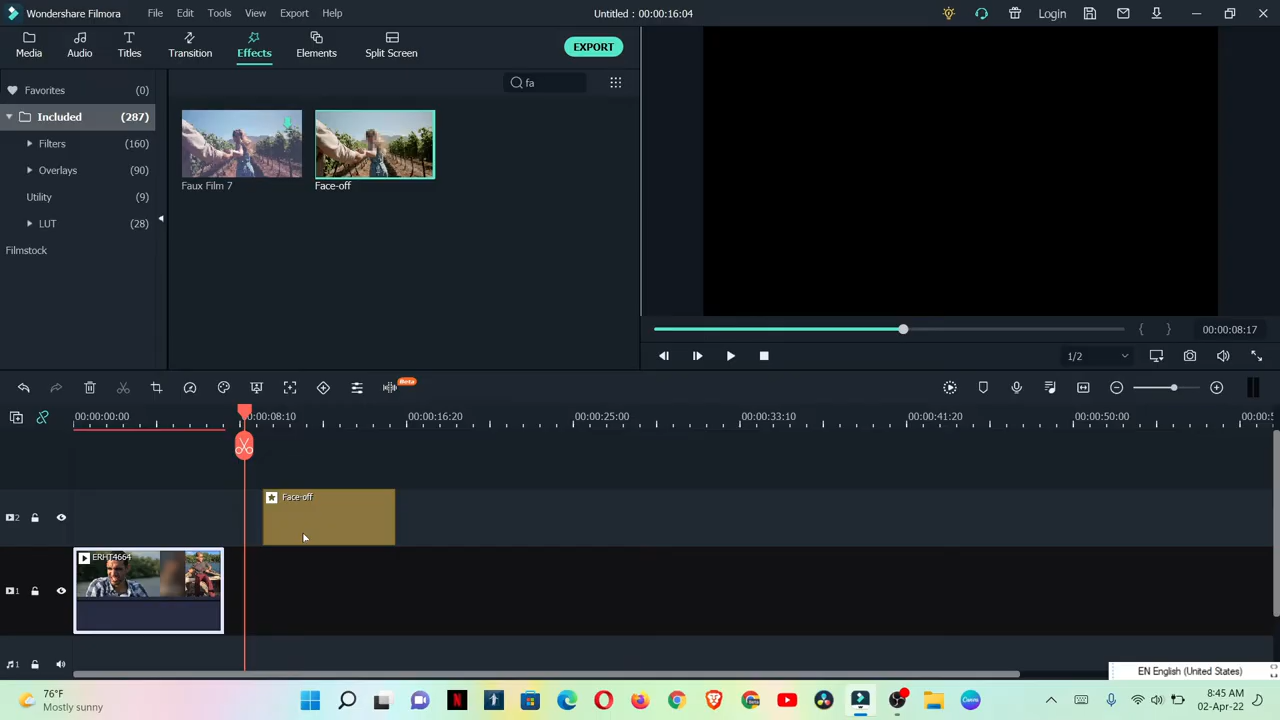 Wondershare Filmora File Edit Tools View Export Help Untitled : 00:00:16:04 Login
Media Audio Titles Transition Effects Elements Split Screen EXPORT
Favorites (0) fa
Included (287)
Filters (160)
Overlays (90)
Utility (9)
LUT (28)
Filmstock
Faux Film 7 Face-off
00:00:08:17
1/2
Beta
00:00:00:00 00:00:08:10 00:00:16:20 00:00:25:00 00:00:33:10 00:00:41:20 00:00:50:00
Face-off
2
ERHT4664
1
1
EN English (United States)
76°F
Mostly sunny
8:45 AM
02-Apr-22